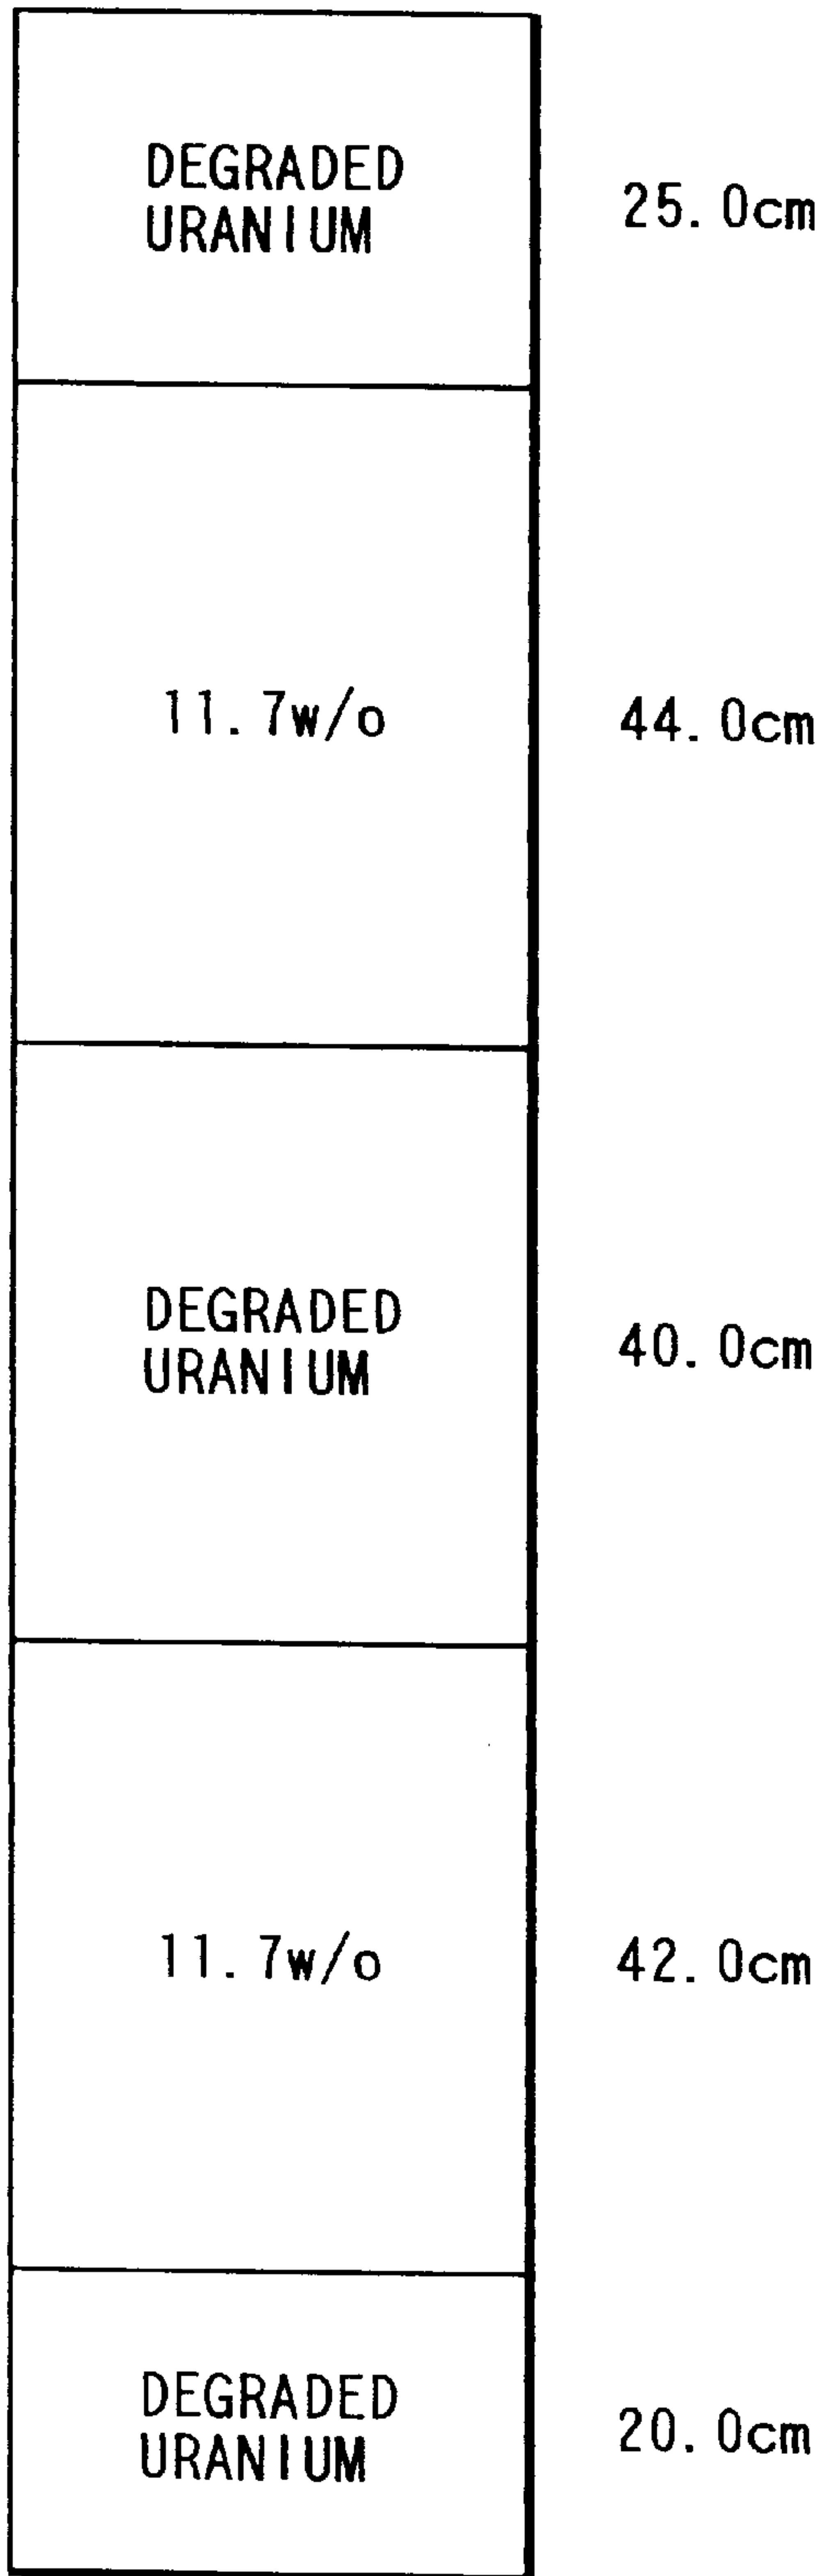 DEGRADED
URANIUM
25.0cm
11.7w/o
44.0cm
DEGRADED
URANIUM
40.0cm
11.7w/o
42.0cm
DEGRADED
URANIUM
20.0cm